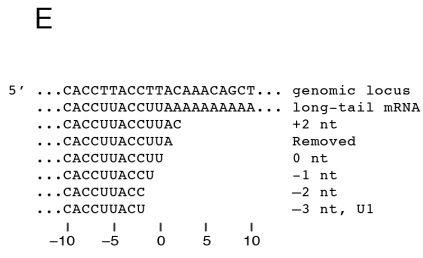 E
5′ ...CACCTTACCTTACAAACAGCT... genomic locus
...CACCUUACCUUAAAAAAAAAA... long-tail mRNA
...CACCUUACCUUAC +2 nt
...CACCUUACCUUA Removed
...CACCUUACCUU 0 nt
...CACCUUACCU -1 nt
...CACCUUACC –2 nt
...CACCUUACU –3 nt, U1
–10 –5 0 5 10